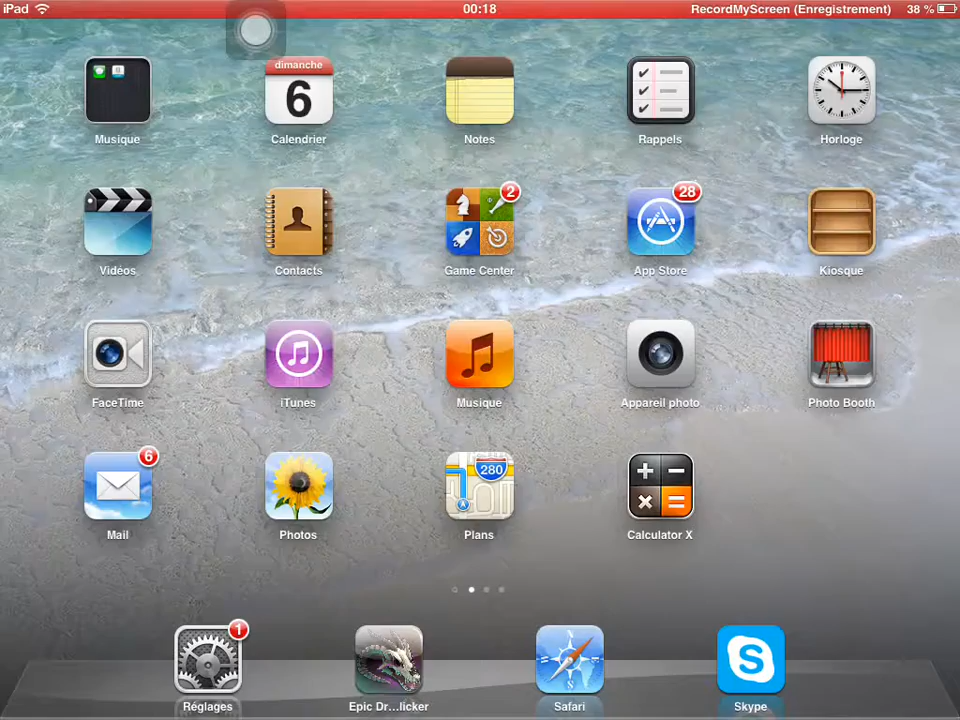 iPad 00:18 RecordMyScreen (Enregistrement) 38 %
dimanche
6
Musique Calendrier Notes Rappels Horloge
2 28
Vidéos Contacts Game Center App Store Kiosque
FaceTime iTunes Musique Appareil photo Photo Booth
6 280
Mail Photos Plans Calculator X
1
S
Réglages Epic Dr...licker Safari Skype